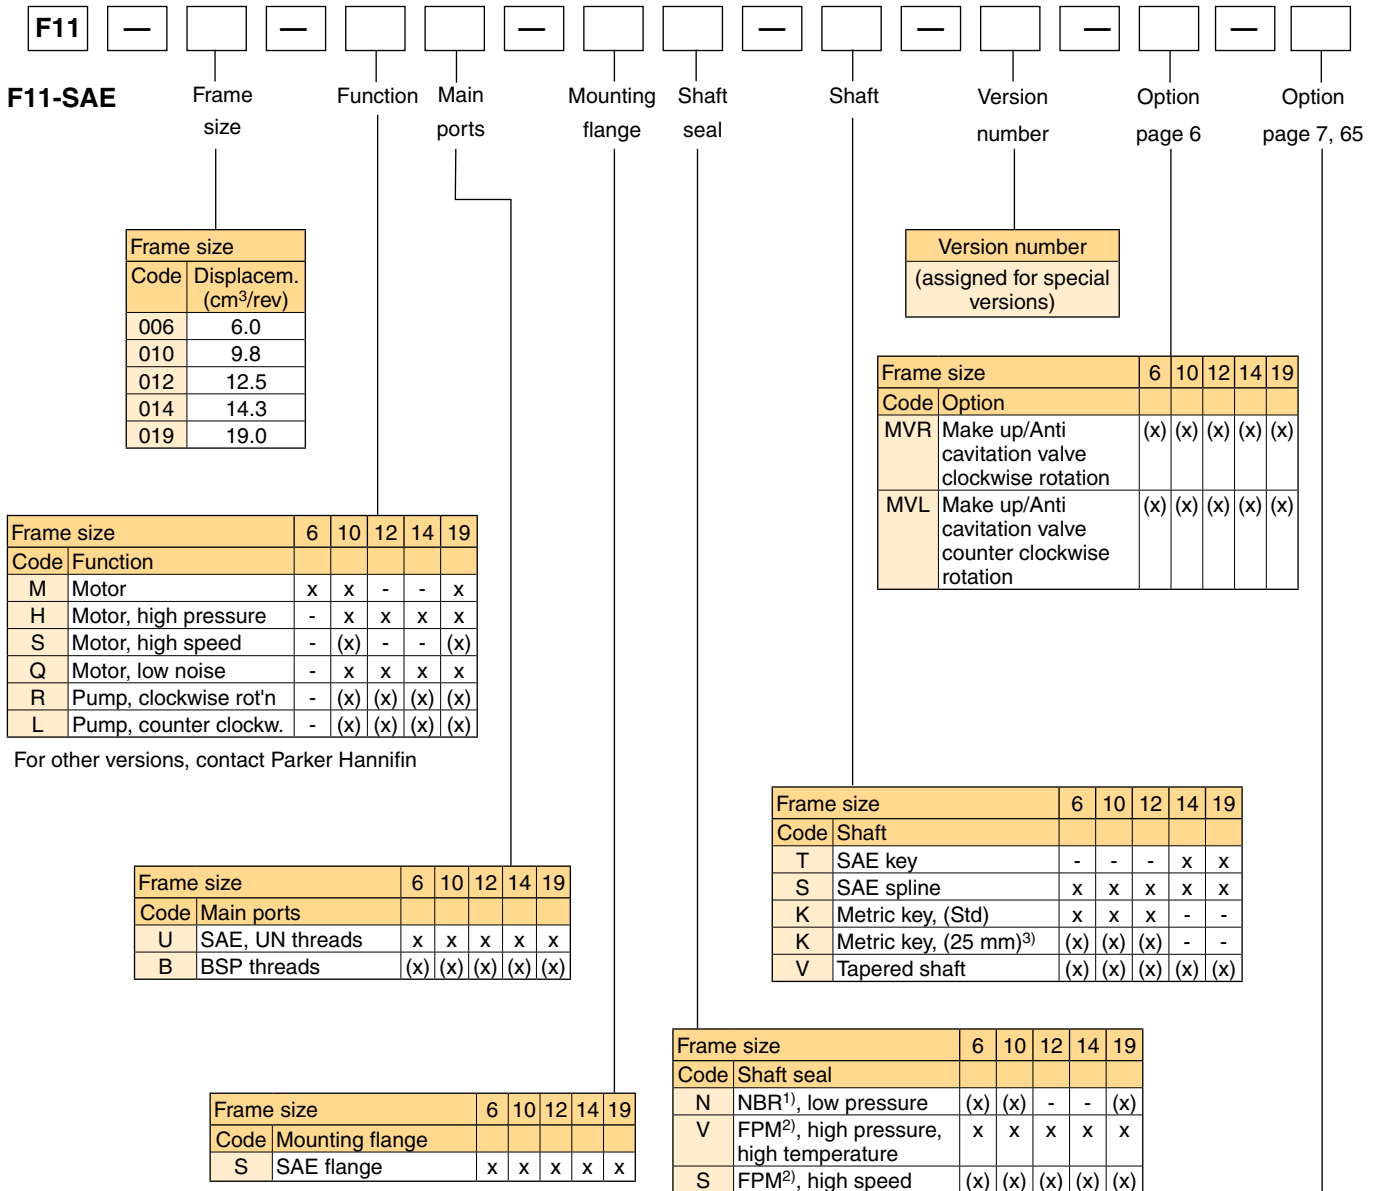 F11 — — — — — — —
F11-SAE
Frame size
Function
Main ports
Mounting flange
Shaft seal
Shaft
Version number
Option page 6
Option page 7, 65
Frame size
Code Displacem. (cm³/rev)
006 6.0
010 9.8
012 12.5
014 14.3
019 19.0
Version number
(assigned for special versions)
Frame size 6 10 12 14 19
Code Option
MVR Make up/Anti cavitation valve clockwise rotation (x) (x) (x) (x) (x)
MVL Make up/Anti cavitation valve counter clockwise rotation (x) (x) (x) (x) (x)
Frame size 6 10 12 14 19
Code Function
M Motor x x - - x
H Motor, high pressure - x x x x
S Motor, high speed - (x) - - (x)
Q Motor, low noise - x x x x
R Pump, clockwise rot'n - (x) (x) (x) (x)
L Pump, counter clockw. - (x) (x) (x) (x)
For other versions, contact Parker Hannifin
Frame size 6 10 12 14 19
Code Shaft
T SAE key - - - x x
S SAE spline x x x x x
K Metric key, (Std) x x x - -
K Metric key, (25 mm)3) (x) (x) (x) - -
V Tapered shaft (x) (x) (x) (x) (x)
Frame size 6 10 12 14 19
Code Main ports
U SAE, UN threads x x x x x
B BSP threads (x) (x) (x) (x) (x)
Frame size 6 10 12 14 19
Code Shaft seal
N NBR1), low pressure (x) (x) - - (x)
V FPM2), high pressure, high temperature x x x x x
S FPM2), high speed (x) (x) (x) (x) (x)
Frame size 6 10 12 14 19
Code Mounting flange
S SAE flange x x x x x